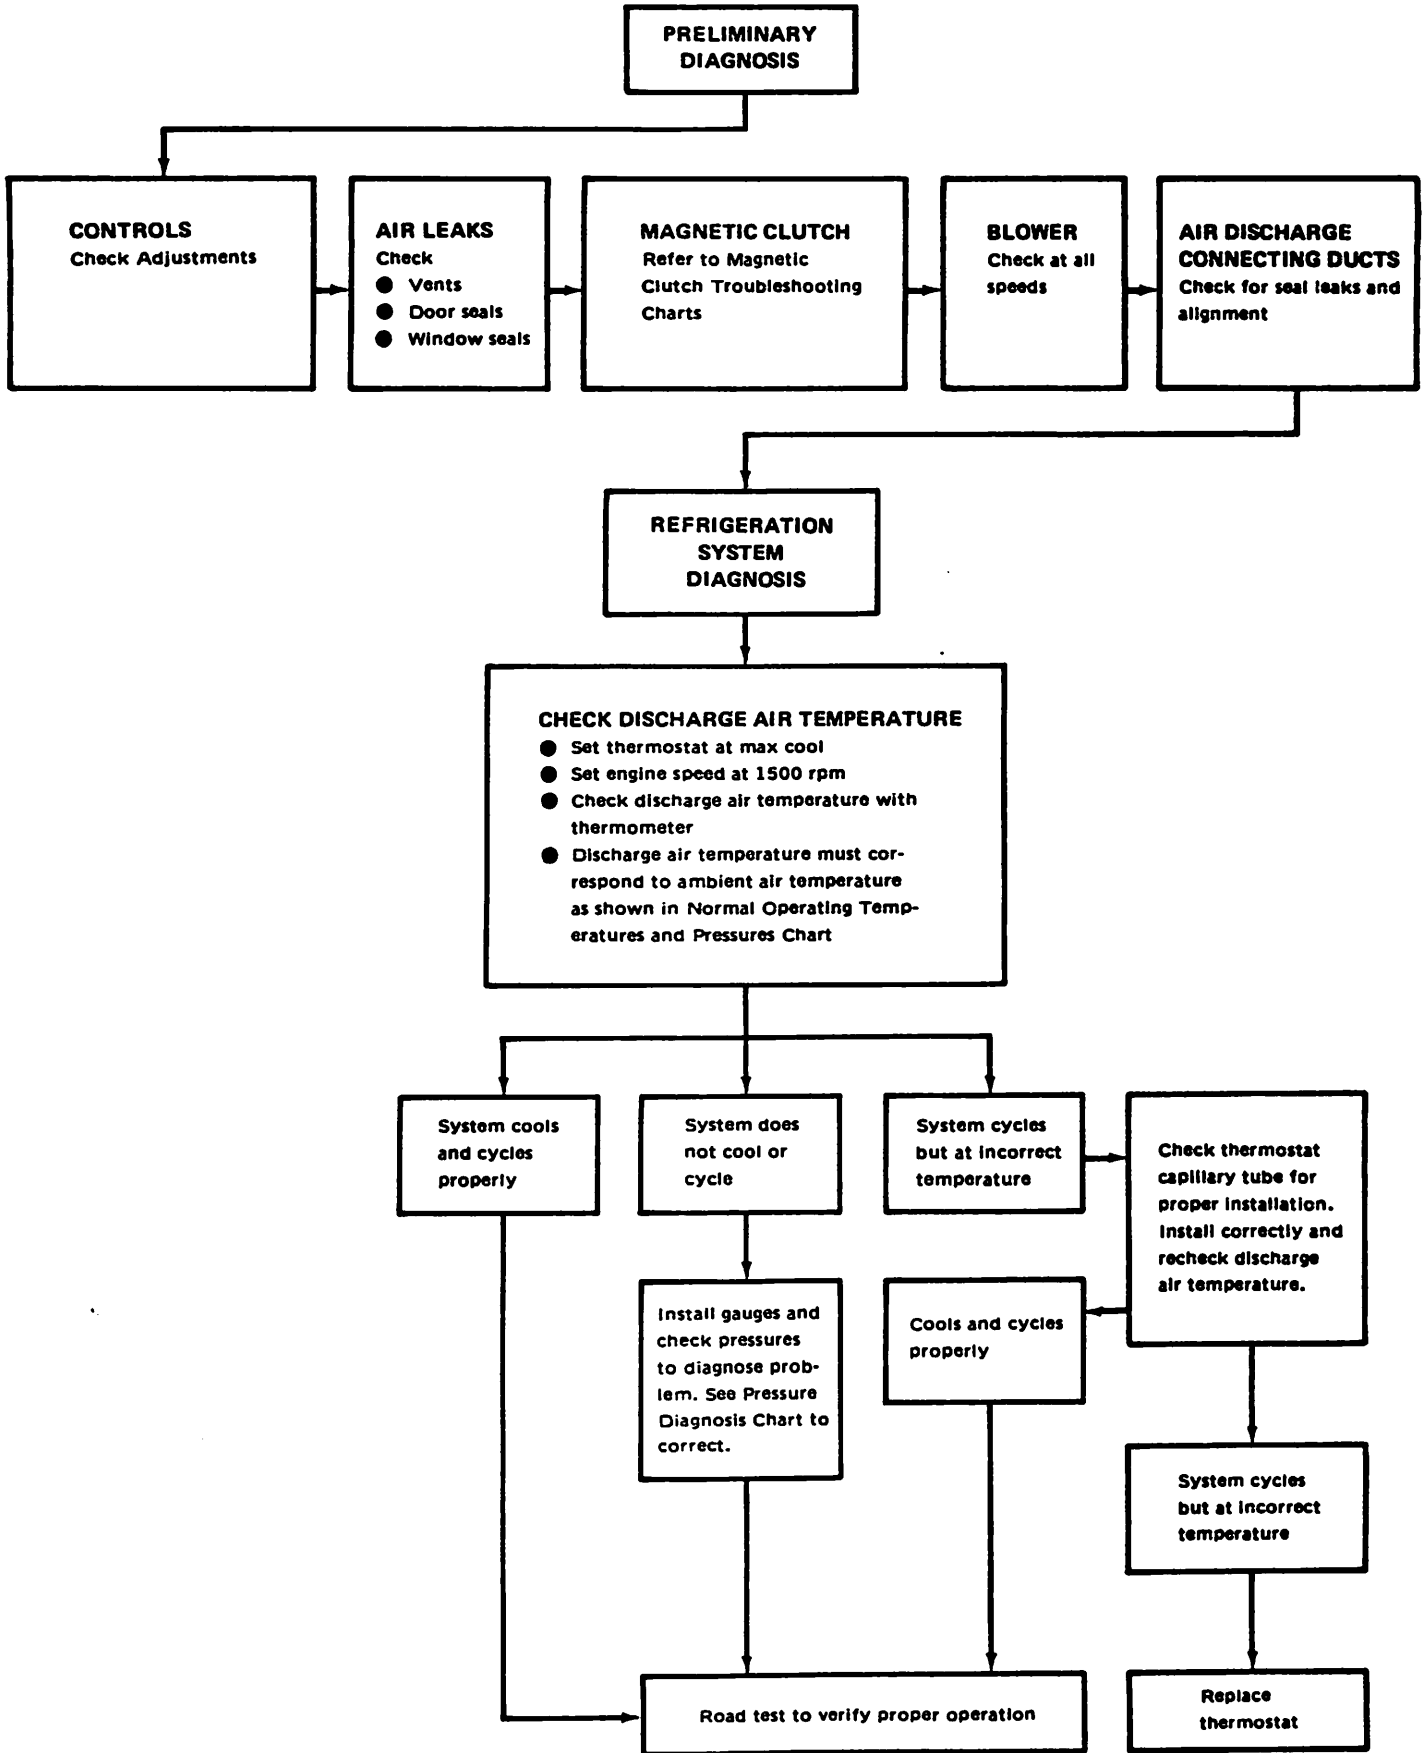 PRELIMINARY
DIAGNOSIS
CONTROLS
Check Adjustments
AIR LEAKS
Check
● Vents
● Door seals
● Window seals
MAGNETIC CLUTCH
Refer to Magnetic
Clutch Troubleshooting
Charts
BLOWER
Check at all
speeds
AIR DISCHARGE
CONNECTING DUCTS
Check for seal leaks and
alignment
REFRIGERATION
SYSTEM
DIAGNOSIS
CHECK DISCHARGE AIR TEMPERATURE
● Set thermostat at max cool
● Set engine speed at 1500 rpm
● Check discharge air temperature with
thermometer
● Discharge air temperature must cor-
respond to ambient air temperature
as shown in Normal Operating Temp-
eratures and Pressures Chart
System cools
and cycles
properly
System does
not cool or
cycle
System cycles
but at incorrect
temperature
Check thermostat
capillary tube for
proper installation.
Install correctly and
recheck discharge
air temperature.
Install gauges and
check pressures
to diagnose prob-
lem. See Pressure
Diagnosis Chart to
correct.
Cools and cycles
properly
System cycles
but at incorrect
temperature
Road test to verify proper operation
Replace
thermostat